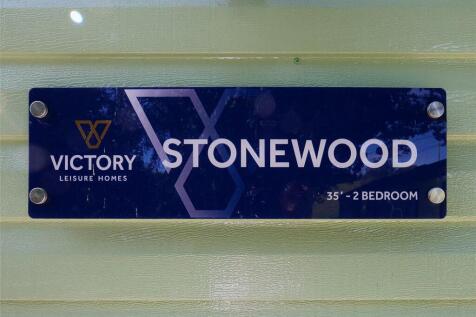 VICTORY
LEISURE HOMES
STONEWOOD
35' - 2 BEDROOM